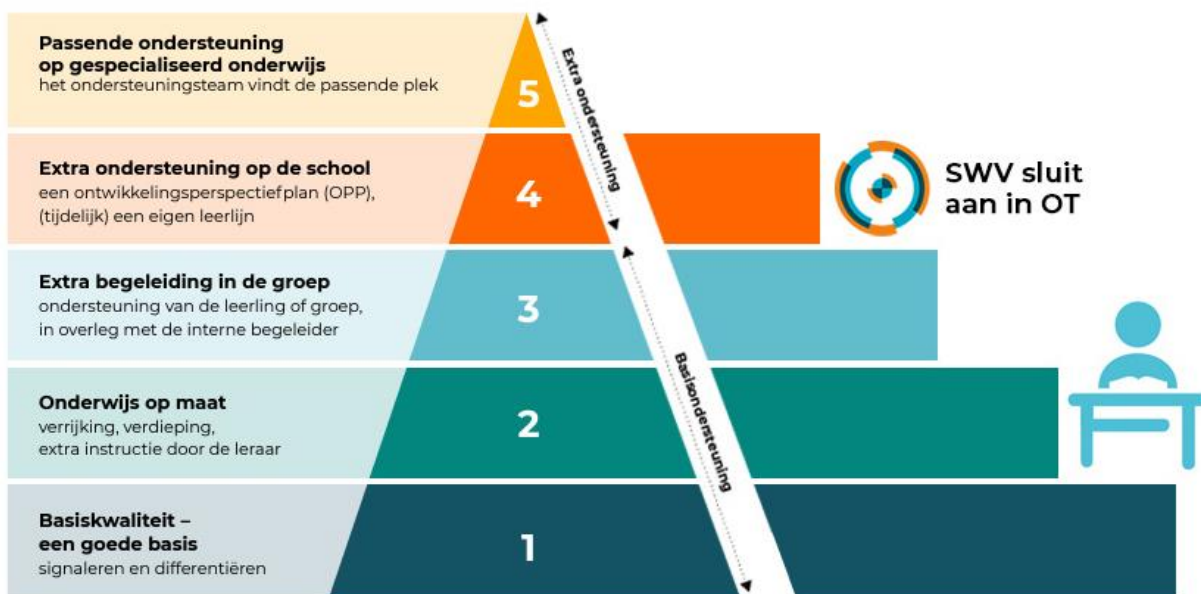 Passende ondersteuning
op gespecialiseerd onderwijs
het ondersteuningsteam vindt de passende plek
5
Extra ondersteuning
Extra ondersteuning op de school
een ontwikkelingsperspectiefplan (OPP),
(tijdelijk) een eigen leerlijn
4
SWV sluit
aan in OT
Extra begeleiding in de groep
ondersteuning van de leerling of groep,
in overleg met de interne begeleider
3
Basisondersteuning
Onderwijs op maat
verrijking, verdieping,
extra instructie door de leraar
2
Basiskwaliteit –
een goede basis
signaleren en differentiëren
1